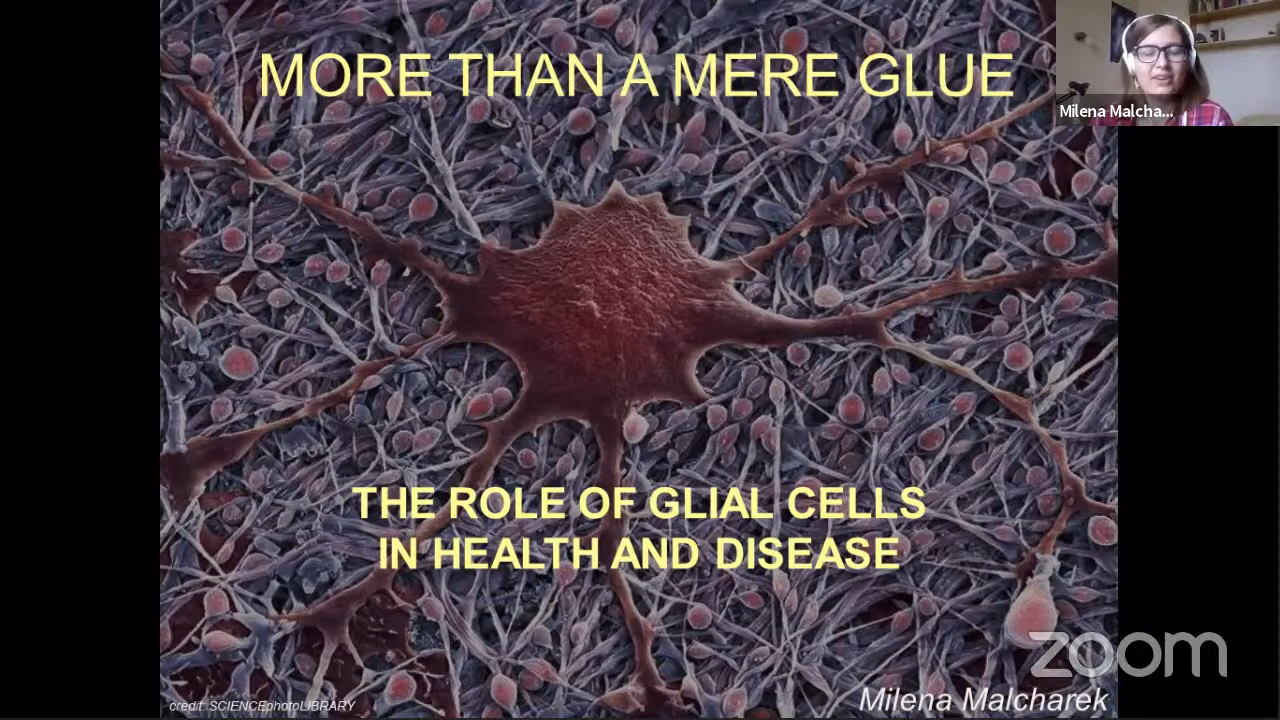 MORE THAN A MERE GLUE
Milena Malcha...
THE ROLE OF GLIAL CELLS
IN HEALTH AND DISEASE
zoom
credit: SCIENCEphotoLIBRARY
Milena Malcharek